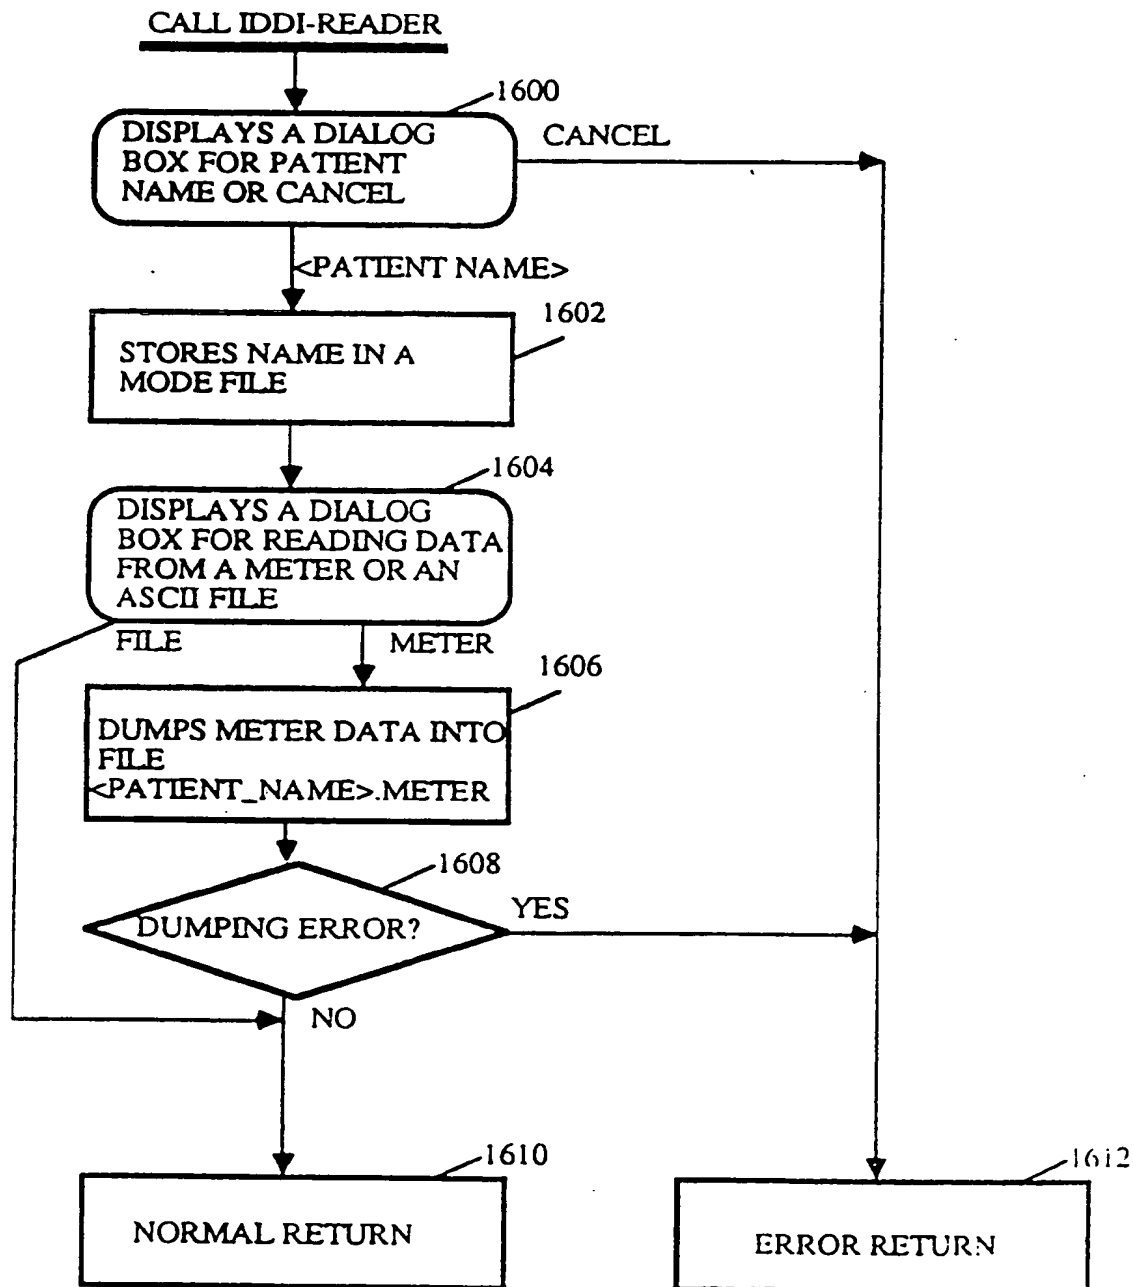 CALL IDDI-READER
1600
DISPLAYS A DIALOG
BOX FOR PATIENT
NAME OR CANCEL
CANCEL
<PATIENT NAME>
1602
STORES NAME IN A
MODE FILE
1604
DISPLAYS A DIALOG
BOX FOR READING DATA
FROM A METER OR AN
ASCII FILE
FILE
METER
1606
DUMPS METER DATA INTO
FILE
<PATIENT_NAME>.METER
1608
DUMPING ERROR?
YES
NO
1610
NORMAL RETURN
1612
ERROR RETURN